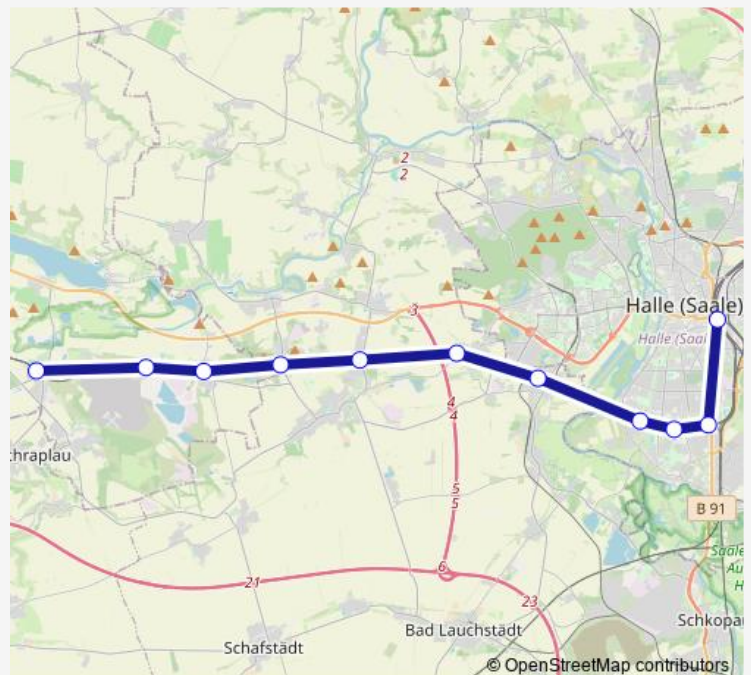 2
2
3
Halle (Saale)
Halle (Saal
4
4
chraplau
5
5
B 91
Saale
Au
H
6
21
23
Bad Lauchstädt
Schkopau
Schafstädt
© OpenStreetMap contributors